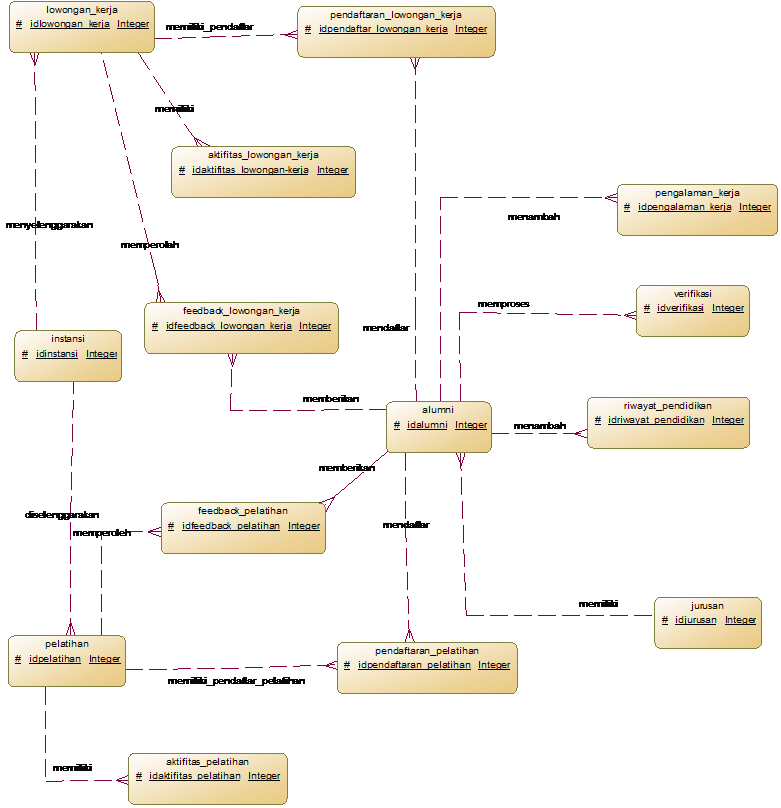 lowongan_kerja
# idlowongan_kerja Integer
memiliki_pendaftar
pendaftaran_lowongan_kerja
# idpendaftar_lowongan_kerja Integer
memiliki
aktifitas_lowongan_kerja
# idaktifitas_lowongan-kerja Integer
pengalaman_kerja
# idpengalaman_kerja Integer
menambah
menyelenggarakan
memperolah
verifikasi
# idverifikasi Integer
memproses
feedback_lowongan_kerja
# idfeedback_lowongan_kerja Integer
mendaftar
instansi
# idinstansi Integer
memberikan
alumni
# idalumni Integer
riwayat_pendidikan
# idriwayat_pendidikan Integer
menambah
memberikan
diselenggarakan
memperoleh
feedback_pelatihan
# idfeedback_pelatihan Integer
mendaftar
memiliki
jurusan
# idjurusan Integer
pelatihan
# idpelatihan Integer
memiliki_pendaftar_pelatihan
pendaftaran_pelatihan
# idpendaftaran_pelatihan Integer
memiliki
aktifitas_pelatihan
# idaktifitas_pelatihan Integer